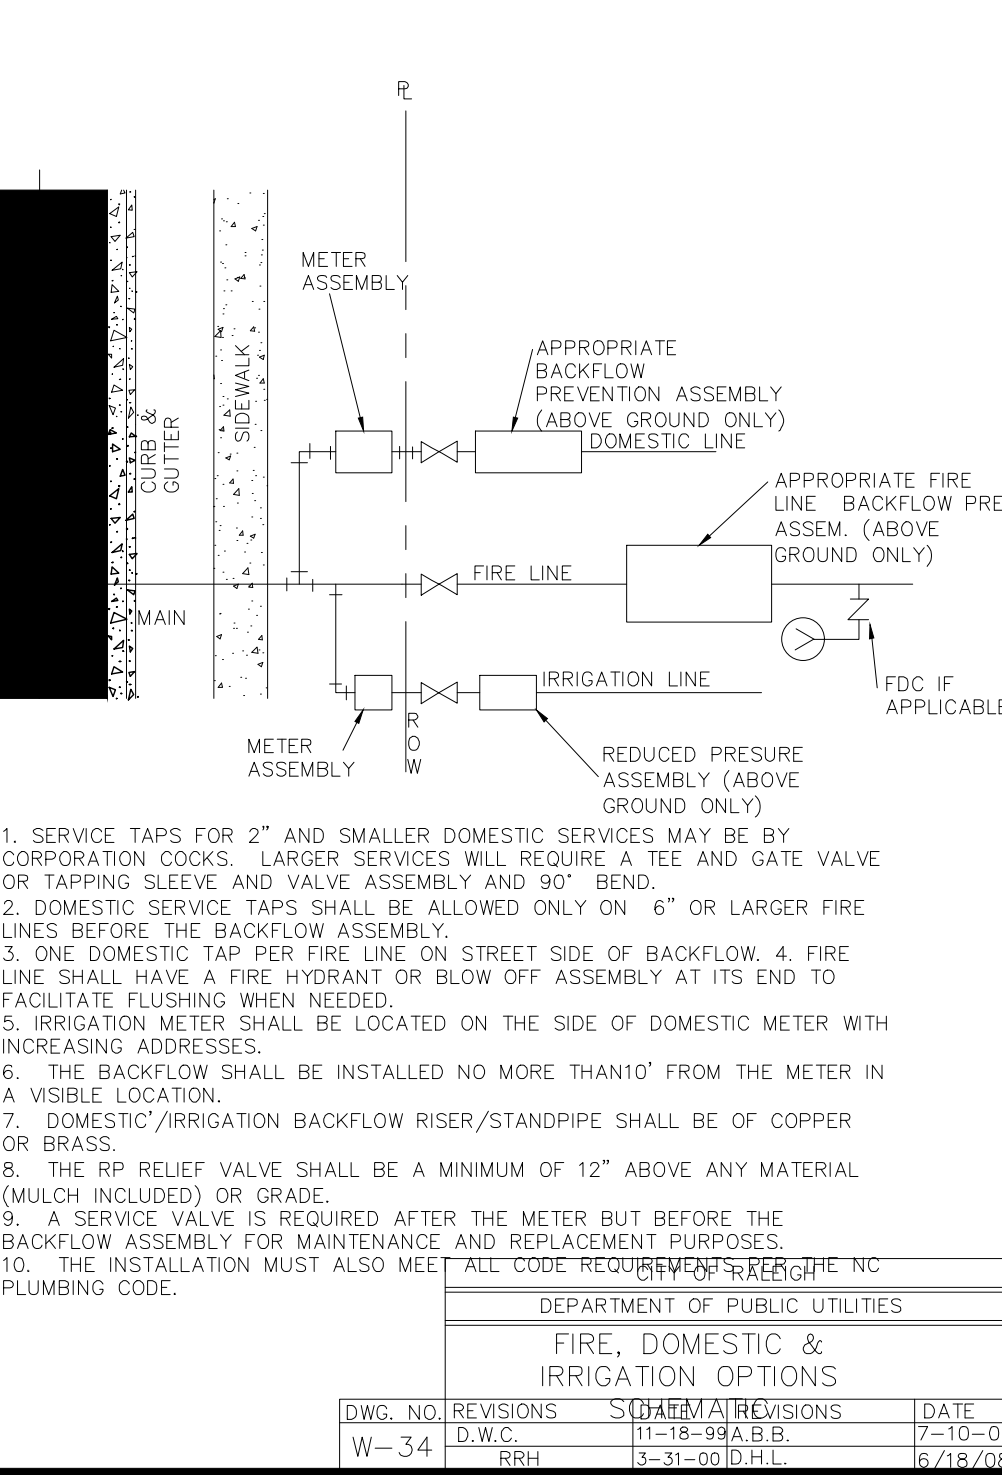 PL
METER
ASSEMBLY
APPROPRIATE
BACKFLOW
PREVENTION ASSEMBLY
(ABOVE GROUND ONLY)
DOMESTIC LINE
SIDEWALK
CURB &
GUTTER
APPROPRIATE FIRE
LINE BACKFLOW PRE
ASSEM. (ABOVE
GROUND ONLY)
FIRE LINE
MAIN
IRRIGATION LINE
FDC IF
APPLICABLE
ROW
METER
ASSEMBLY
REDUCED PRESURE
ASSEMBLY (ABOVE
GROUND ONLY)
1. SERVICE TAPS FOR 2" AND SMALLER DOMESTIC SERVICES MAY BE BY
CORPORATION COCKS. LARGER SERVICES WILL REQUIRE A TEE AND GATE VALVE
OR TAPPING SLEEVE AND VALVE ASSEMBLY AND 90° BEND.
2. DOMESTIC SERVICE TAPS SHALL BE ALLOWED ONLY ON 6" OR LARGER FIRE
LINES BEFORE THE BACKFLOW ASSEMBLY.
3. ONE DOMESTIC TAP PER FIRE LINE ON STREET SIDE OF BACKFLOW. 4. FIRE
LINE SHALL HAVE A FIRE HYDRANT OR BLOW OFF ASSEMBLY AT ITS END TO
FACILITATE FLUSHING WHEN NEEDED.
5. IRRIGATION METER SHALL BE LOCATED ON THE SIDE OF DOMESTIC METER WITH
INCREASING ADDRESSES.
6. THE BACKFLOW SHALL BE INSTALLED NO MORE THAN10' FROM THE METER IN
A VISIBLE LOCATION.
7. DOMESTIC'/IRRIGATION BACKFLOW RISER/STANDPIPE SHALL BE OF COPPER
OR BRASS.
8. THE RP RELIEF VALVE SHALL BE A MINIMUM OF 12" ABOVE ANY MATERIAL
(MULCH INCLUDED) OR GRADE.
9. A SERVICE VALVE IS REQUIRED AFTER THE METER BUT BEFORE THE
BACKFLOW ASSEMBLY FOR MAINTENANCE AND REPLACEMENT PURPOSES.
10. THE INSTALLATION MUST ALSO MEET ALL CODE REQUIREMENTS PER THE NC
PLUMBING CODE.
CITY OF RALEIGH
DEPARTMENT OF PUBLIC UTILITIES
FIRE, DOMESTIC &
IRRIGATION OPTIONS
SCHEMATIC
DWG. NO. REVISIONS DATE REVISIONS DATE
W-34
D.W.C. 11-18-99 A.B.B. 7-10-0
RRH 3-31-00 D.H.L. 6/18/08